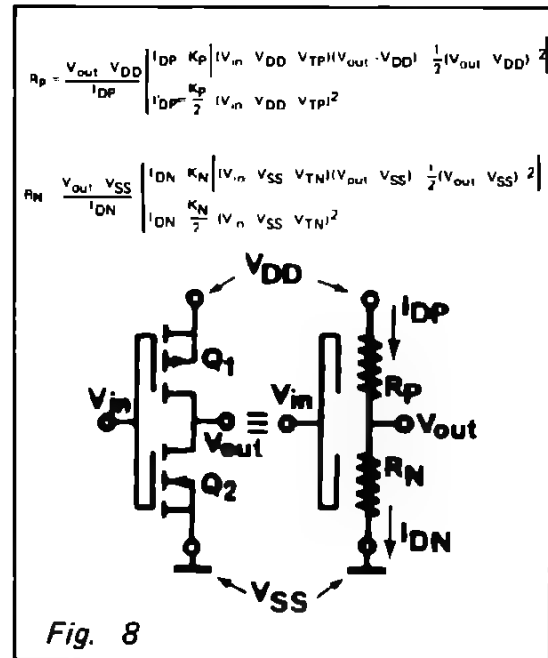 R_P = (V_out V_DD) / I_DP | I_DP K_P [(V_in V_DD V_TP)(V_out -V_DD) 1/2 (V_out V_DD) 2]
I_DP = K_P/2 (V_in V_DD V_TP)^2
R_N (V_out V_SS) / I_DN | I_DN K_N [(V_in V_SS V_TN)(V_out V_SS) 1/2 (V_out V_SS) 2]
I_DN K_N/2 (V_in V_SS V_TN)^2
V_DD
I_DP
Q_1
R_P
V_in
V_out
≡
V_in
V_out
Q_2
R_N
I_DN
V_SS
Fig. 8